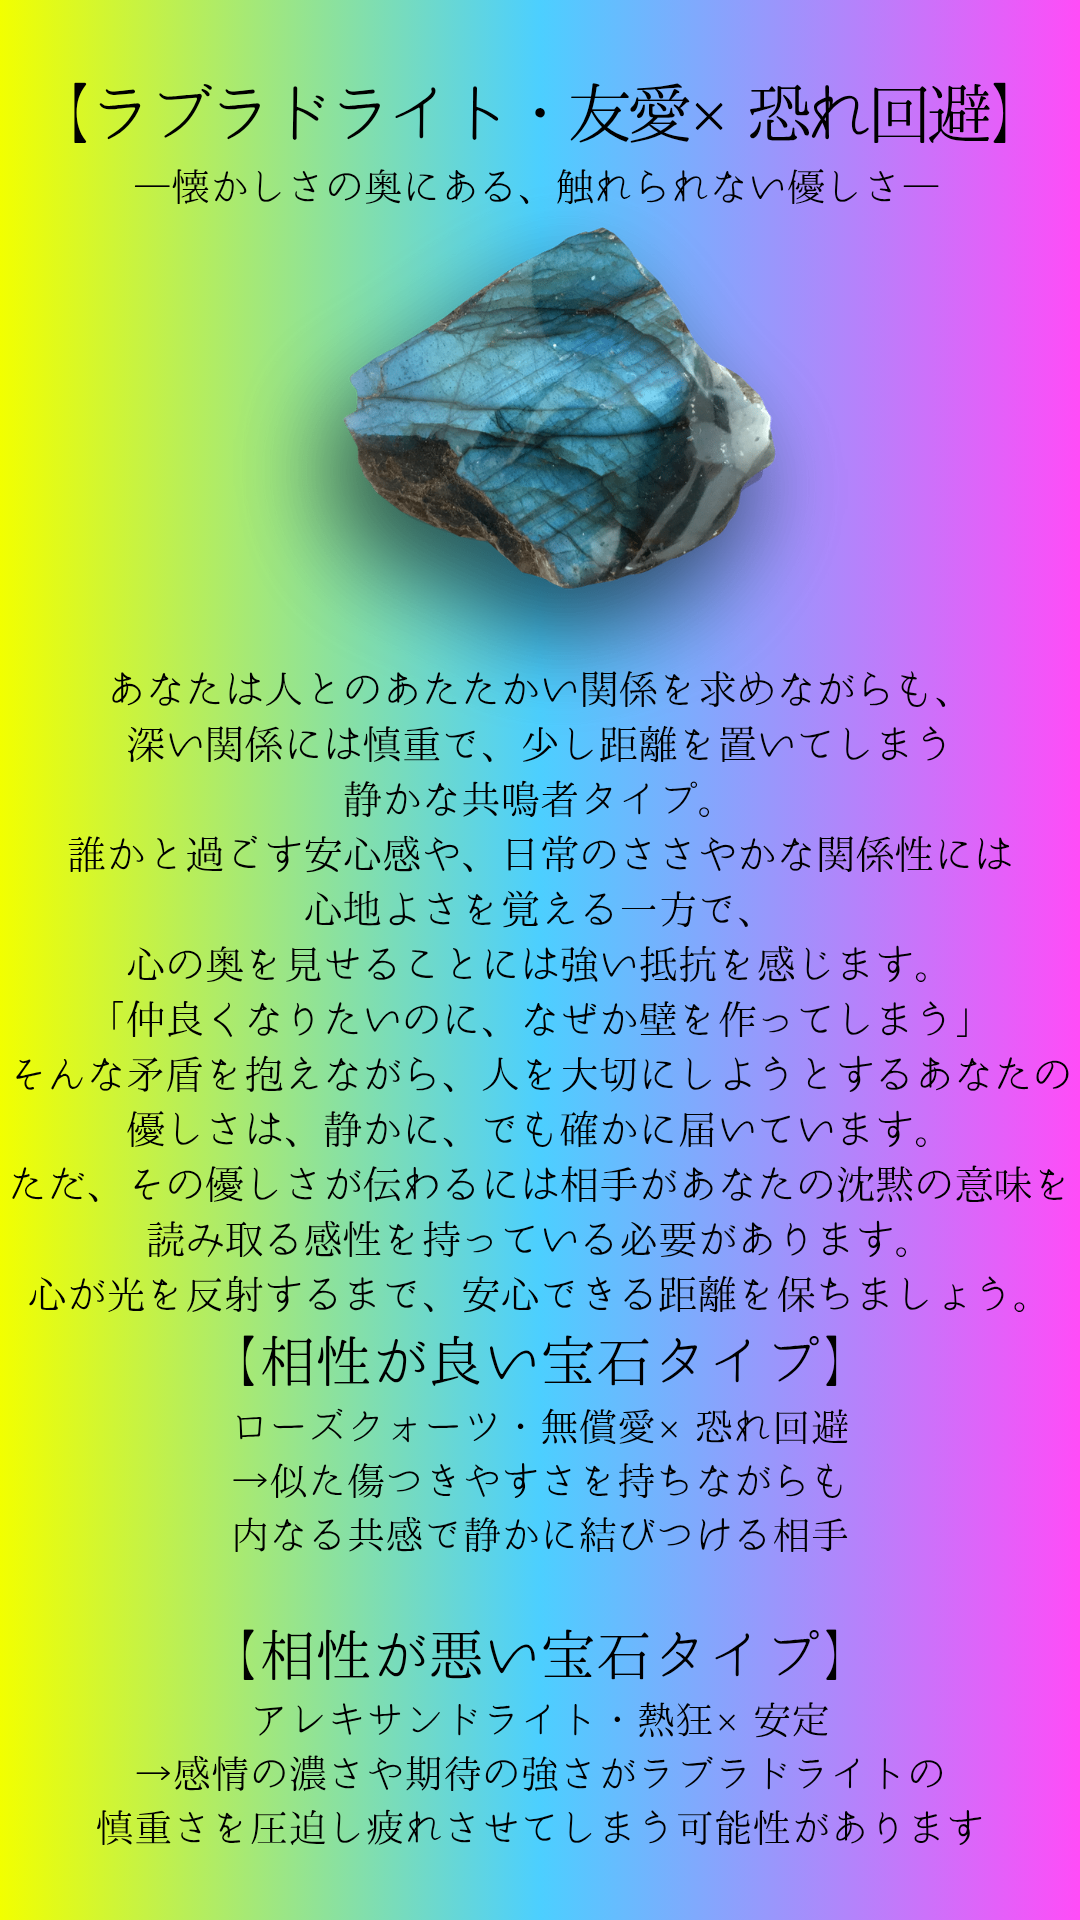 【ラブラドライト・友愛× 恐れ回避】
―懐かしさの奥にある、触れられない優しさ―
あなたは人とのあたたかい関係を求めながらも、
深い関係には慎重で、少し距離を置いてしまう
静かな共鳴者タイプ。
誰かと過ごす安心感や、日常のささやかな関係性には
心地よさを覚える一方で、
心の奥を見せることには強い抵抗を感じます。
「仲良くなりたいのに、なぜか壁を作ってしまう」
そんな矛盾を抱えながら、人を大切にしようとするあなたの
優しさは、静かに、でも確かに届いています。
ただ、その優しさが伝わるには相手があなたの沈黙の意味を
読み取る感性を持っている必要があります。
心が光を反射するまで、安心できる距離を保ちましょう。
【相性が良い宝石タイプ】
ローズクォーツ・無償愛× 恐れ回避
→似た傷つきやすさを持ちながらも
内なる共感で静かに結びつける相手
【相性が悪い宝石タイプ】
アレキサンドライト・熱狂× 安定
→感情の濃さや期待の強さがラブラドライトの
慎重さを圧迫し疲れさせてしまう可能性があります